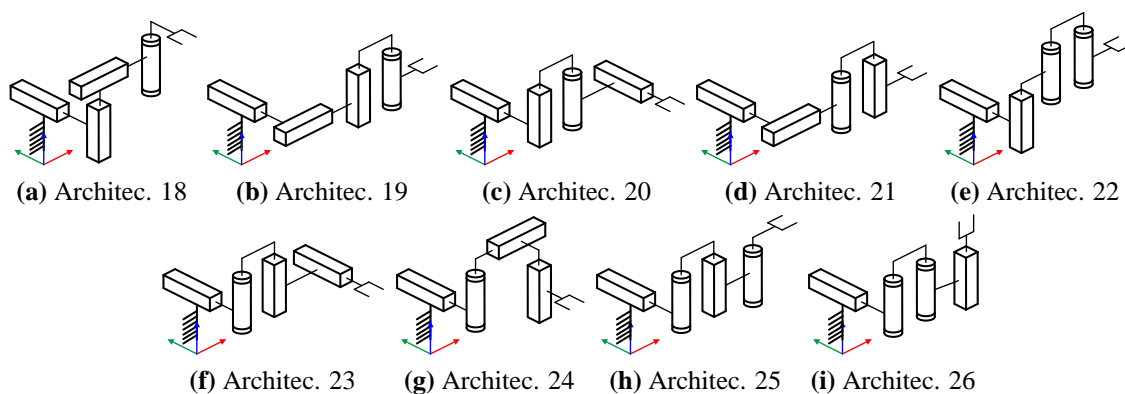 (a) Architec. 18 (b) Architec. 19 (c) Architec. 20 (d) Architec. 21 (e) Architec. 22
(f) Architec. 23 (g) Architec. 24 (h) Architec. 25 (i) Architec. 26